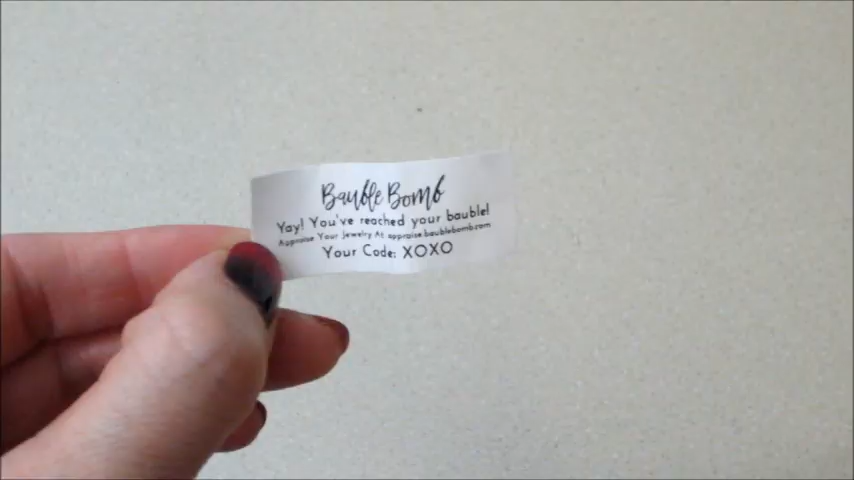 Bauble Bomb
Yay! You've reached your bauble!
Appraise Your Jewelry At appraise.baublebomb.com
Your Code: XOXO